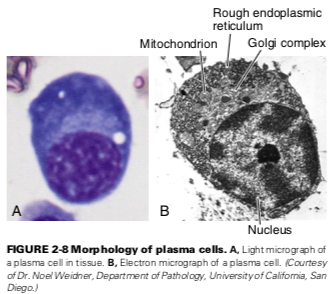 Rough endoplasmic
reticulum
Mitochondrion
Golgi complex
A
B
Nucleus
FIGURE 2-8 Morphology of plasma cells. A, Light micrograph of
a plasma cell in tissue. B, Electron micrograph of a plasma cell. (Courtesy
of Dr. Noel Weidner, Department of Pathology, University of California, San
Diego.)